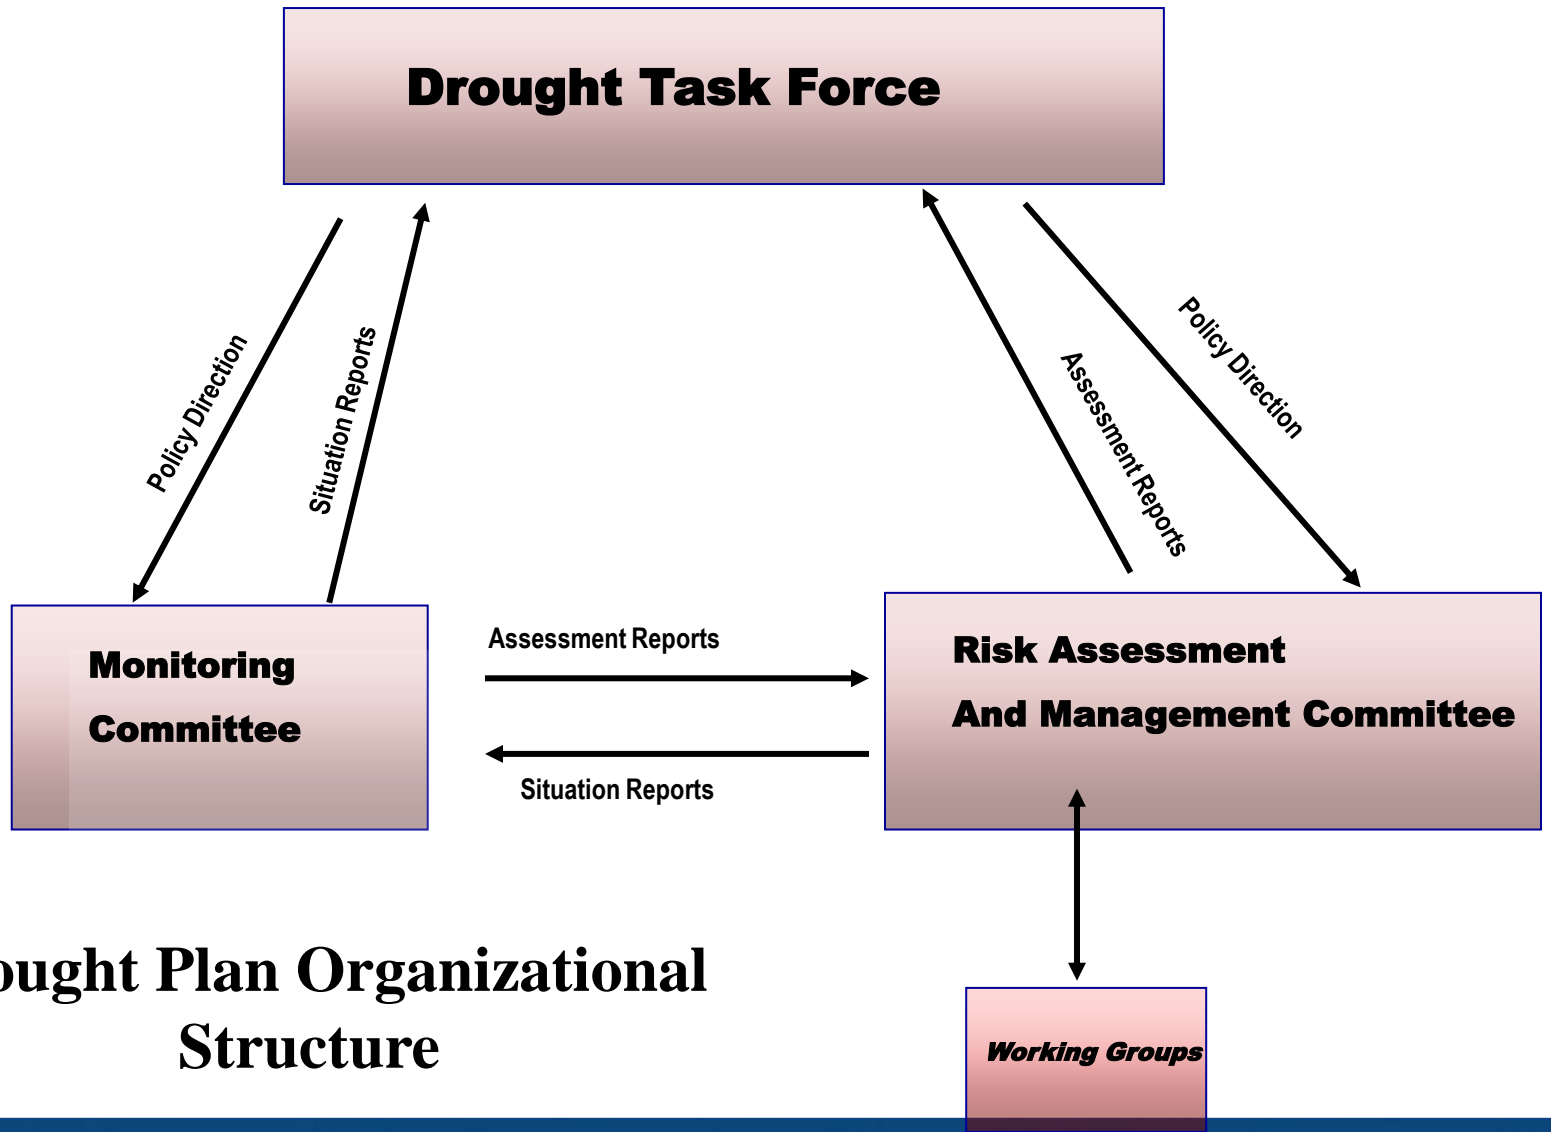 Drought Task Force
Policy Direction
Situation Reports
Assessment Reports
Policy Direction
Monitoring
Committee
Assessment Reports
Situation Reports
Risk Assessment
And Management Committee
ought Plan Organizational
Structure
Working Groups